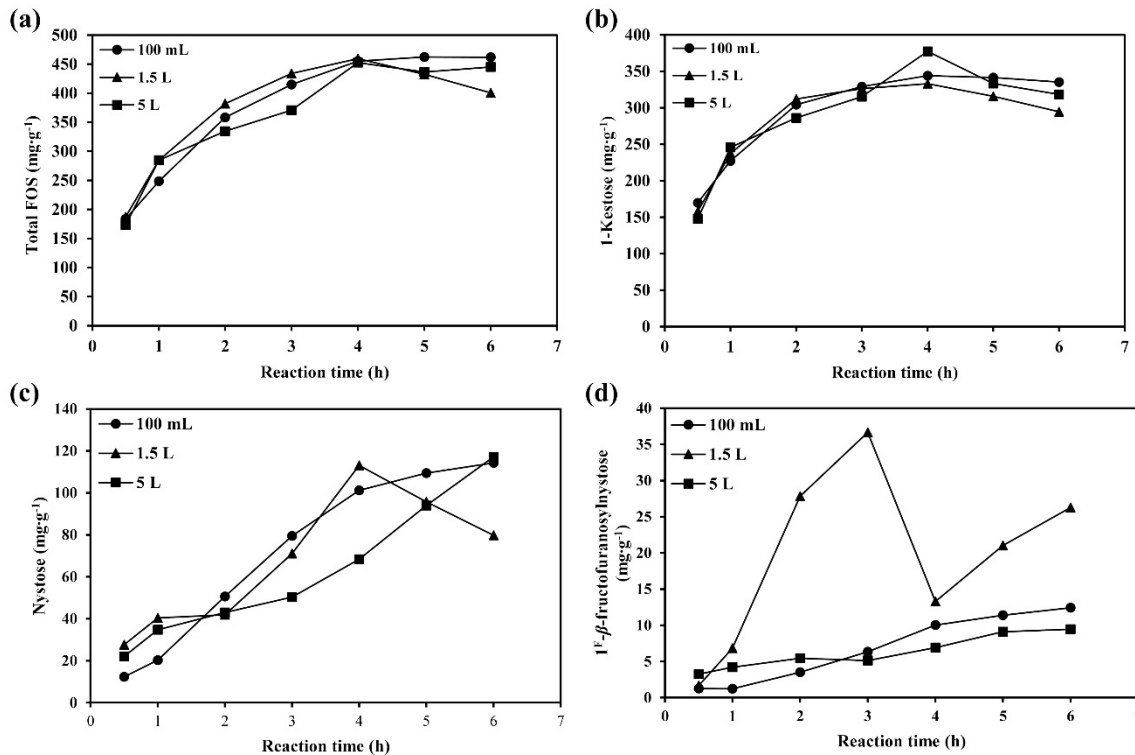 (a)
500
450
400
350
300
250
200
150
100
50
0
Total FOS (mg·g⁻¹)
100 mL
1.5 L
5 L
0 1 2 3 4 5 6 7
Reaction time (h)
(b)
400
350
300
250
200
150
100
50
0
1-Kestose (mg·g⁻¹)
100 mL
1.5 L
5 L
0 1 2 3 4 5 6 7
Reaction time (h)
(c)
140
120
100
80
60
40
20
0
Nystose (mg·g⁻¹)
100 mL
1.5 L
5 L
0 1 2 3 4 5 6 7
Reaction time (h)
(d)
40
35
30
25
20
15
10
5
0
1ᶠ-β-fructofuranosylnystose
(mg·g⁻¹)
100 mL
1.5 L
5 L
0 1 2 3 4 5 6 7
Reaction time (h)